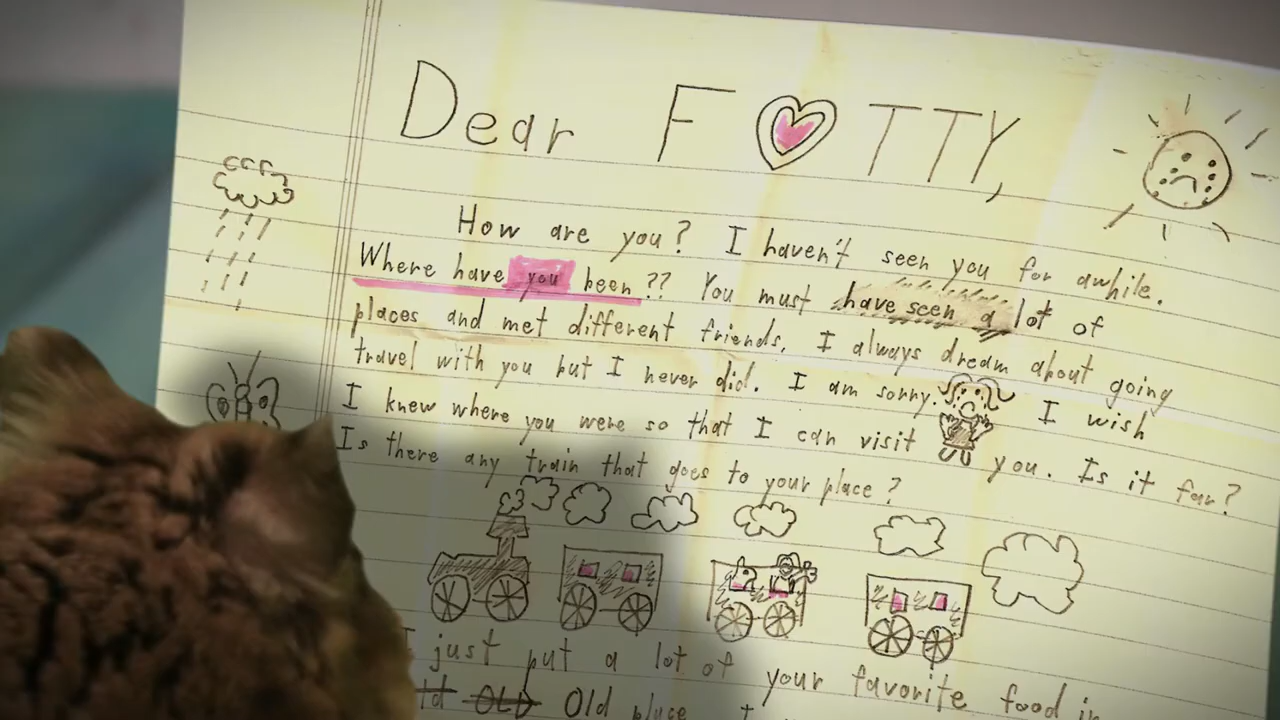 Dear F♥TTY,
How are you? I haven't seen you for awhile.
Where have you been?? You must have seen a lot of
places and met different friends. I always dream about going
travel with you but I never did. I am sorry. I wish
I knew where you were so that I can visit you. Is it far?
Is there any train that goes to your place?
I just put a lot of your favorite food in
OLD Old place.